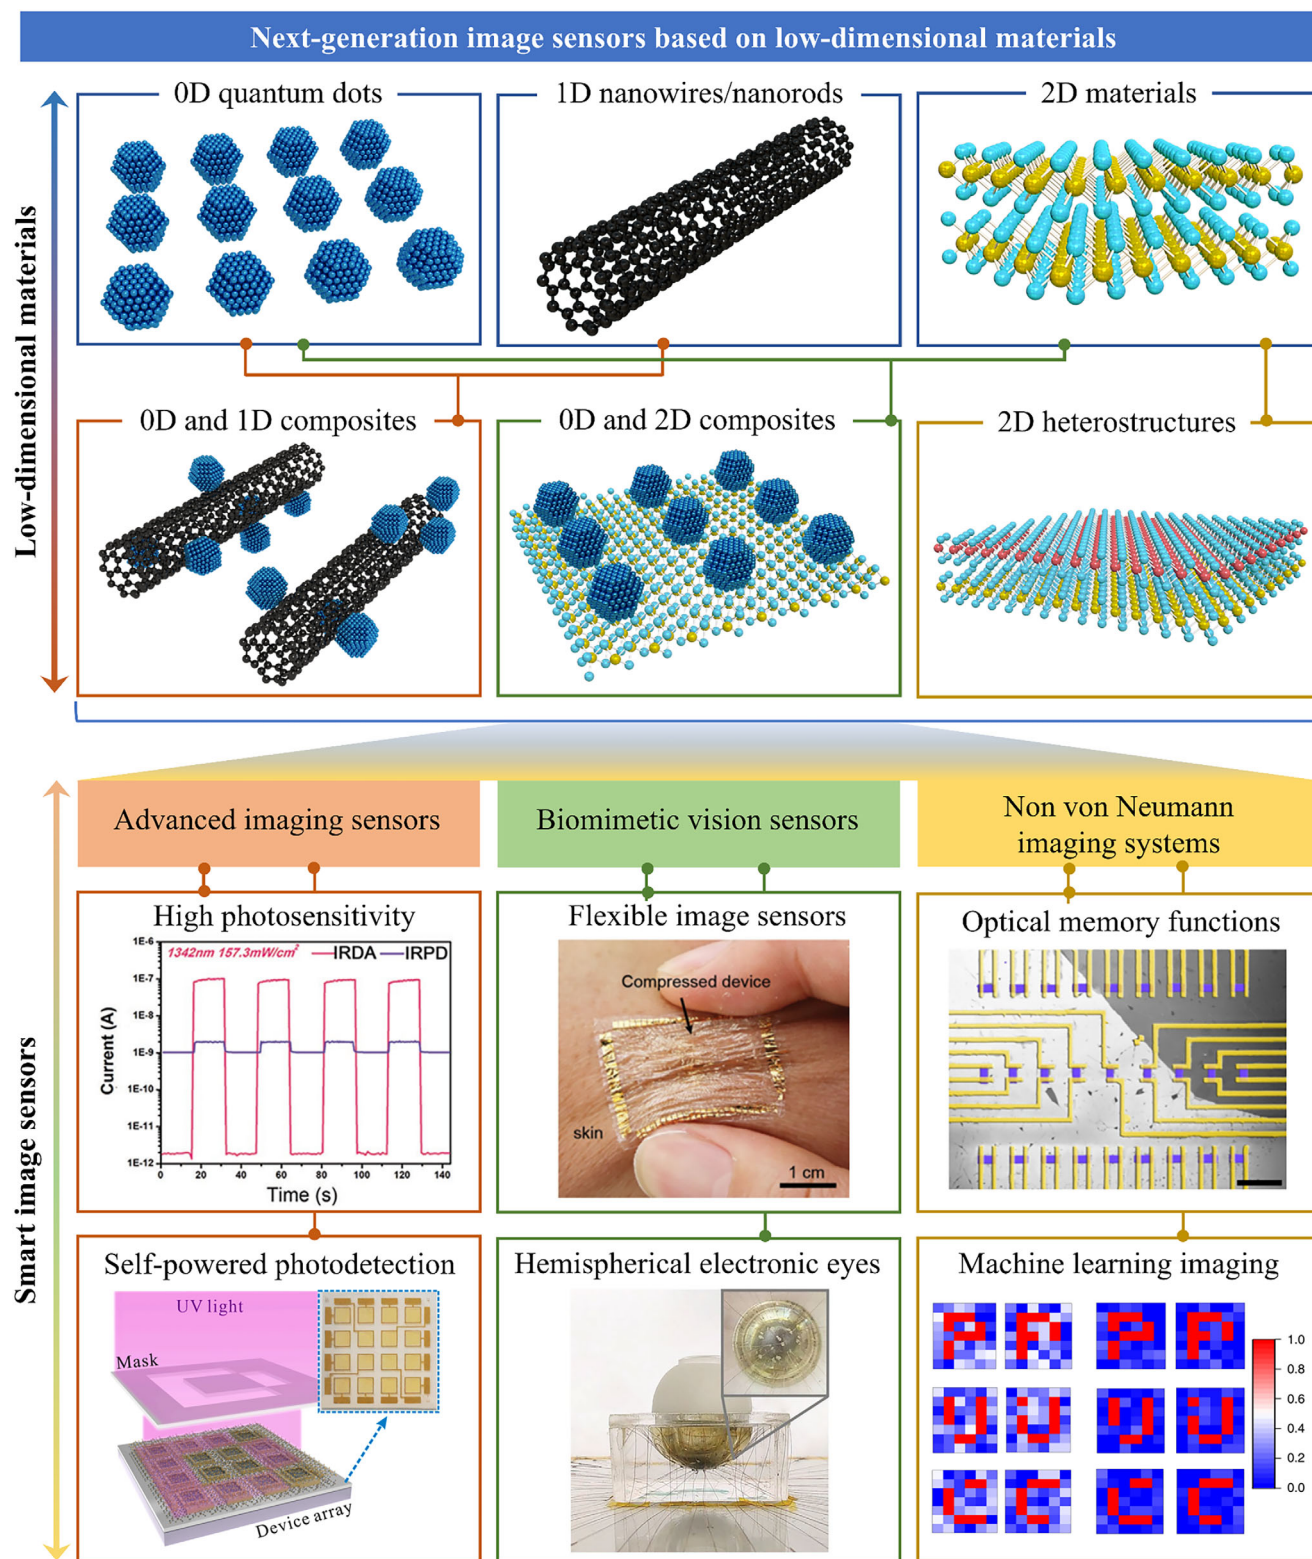 Next-generation image sensors based on low-dimensional materials
Low-dimensional materials
0D quantum dots
1D nanowires/nanorods
2D materials
0D and 1D composites
0D and 2D composites
2D heterostructures
Smart image sensors
Advanced imaging sensors
Biomimetic vision sensors
Non von Neumann
imaging systems
High photosensitivity
1342nm 157.3mW/cm²
IRDA
IRPD
Current (A)
1E-6
1E-7
1E-8
1E-9
1E-10
1E-11
1E-12
0 20 40 60 80 100 120 140
Time (s)
Flexible image sensors
Compressed device
skin
1 cm
Optical memory functions
Self-powered photodetection
UV light
Mask
Device array
Hemispherical electronic eyes
Machine learning imaging
1.0
0.8
0.6
0.4
0.2
0.0